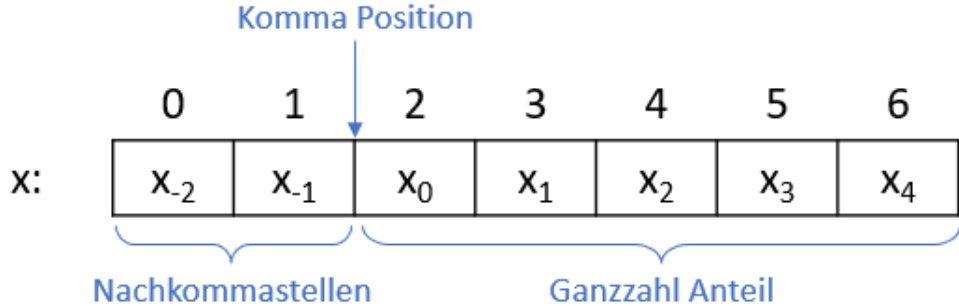 Komma Position
0 1 2 3 4 5 6
x: x₋₂ x₋₁ x₀ x₁ x₂ x₃ x₄
Nachkommastellen Ganzzahl Anteil